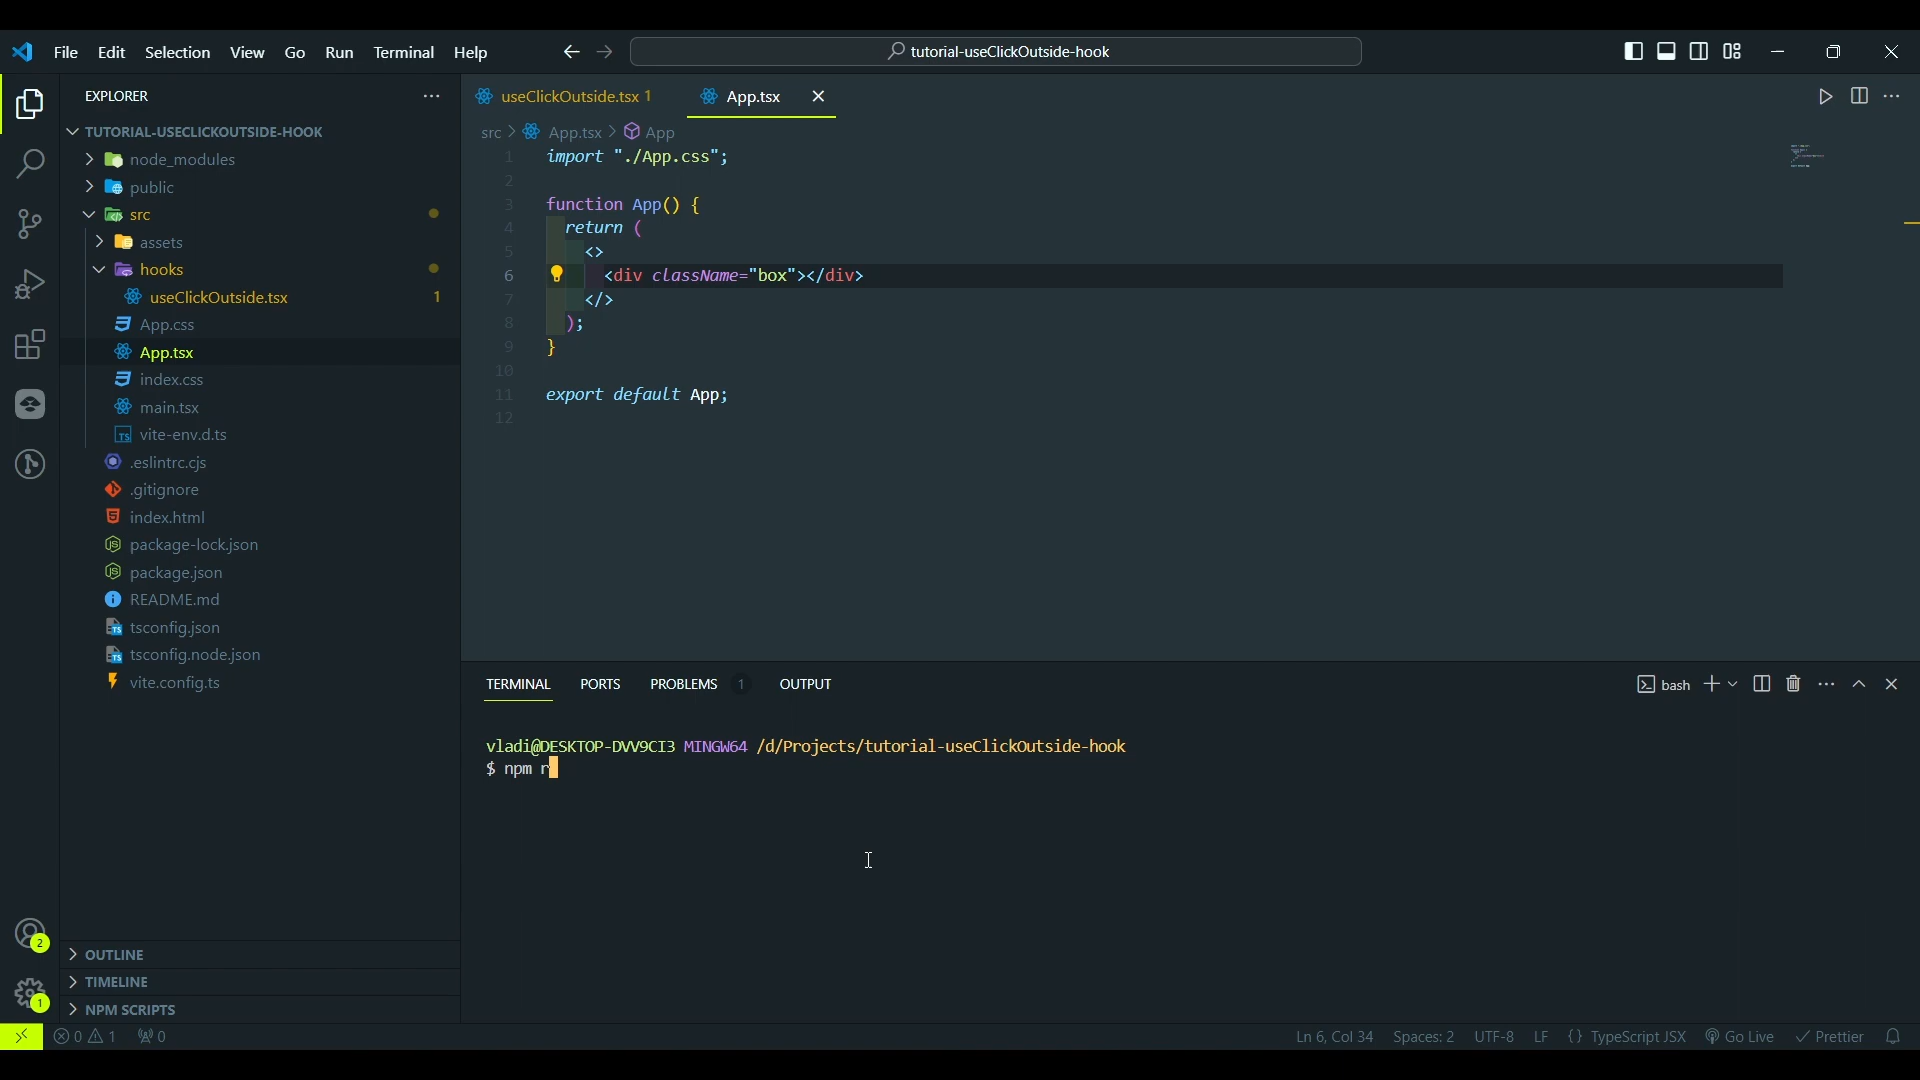 File Edit Selection View Go Run Terminal Help
tutorial-useClickOutside-hook
EXPLORER
TUTORIAL-USECLICKOUTSIDE-HOOK
node_modules
public
src
assets
hooks
useClickOutside.tsx 1
App.css
App.tsx
index.css
main.tsx
vite-env.d.ts
.eslintrc.cjs
.gitignore
index.html
package-lock.json
package.json
README.md
tsconfig.json
tsconfig.node.json
vite.config.ts
OUTLINE
TIMELINE
NPM SCRIPTS
2
1
useClickOutside.tsx 1 App.tsx
src > App.tsx > App
1 import "./App.css";
2
3 function App() {
4 return (
5 <>
6 <div className="box"></div>
7 </>
8 );
9 }
10
11 export default App;
12
TERMINAL PORTS PROBLEMS 1 OUTPUT
bash
vladi@DESKTOP-DVV9CI3 MINGW64 /d/Projects/tutorial-useClickOutside-hook
$ npm r
0 1 0
Ln 6, Col 34 Spaces: 2 UTF-8 LF {} TypeScript JSX Go Live Prettier